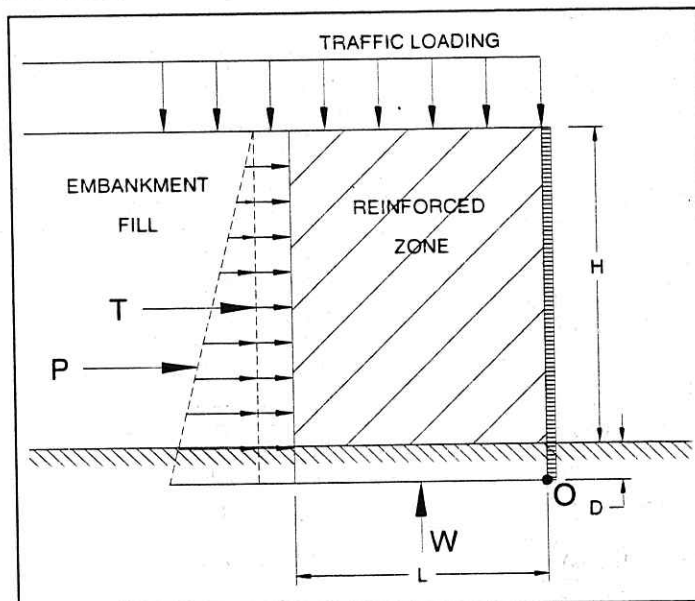 TRAFFIC LOADING
EMBANKMENT
FILL
REINFORCED
ZONE
H
T
P
O
D
W
L